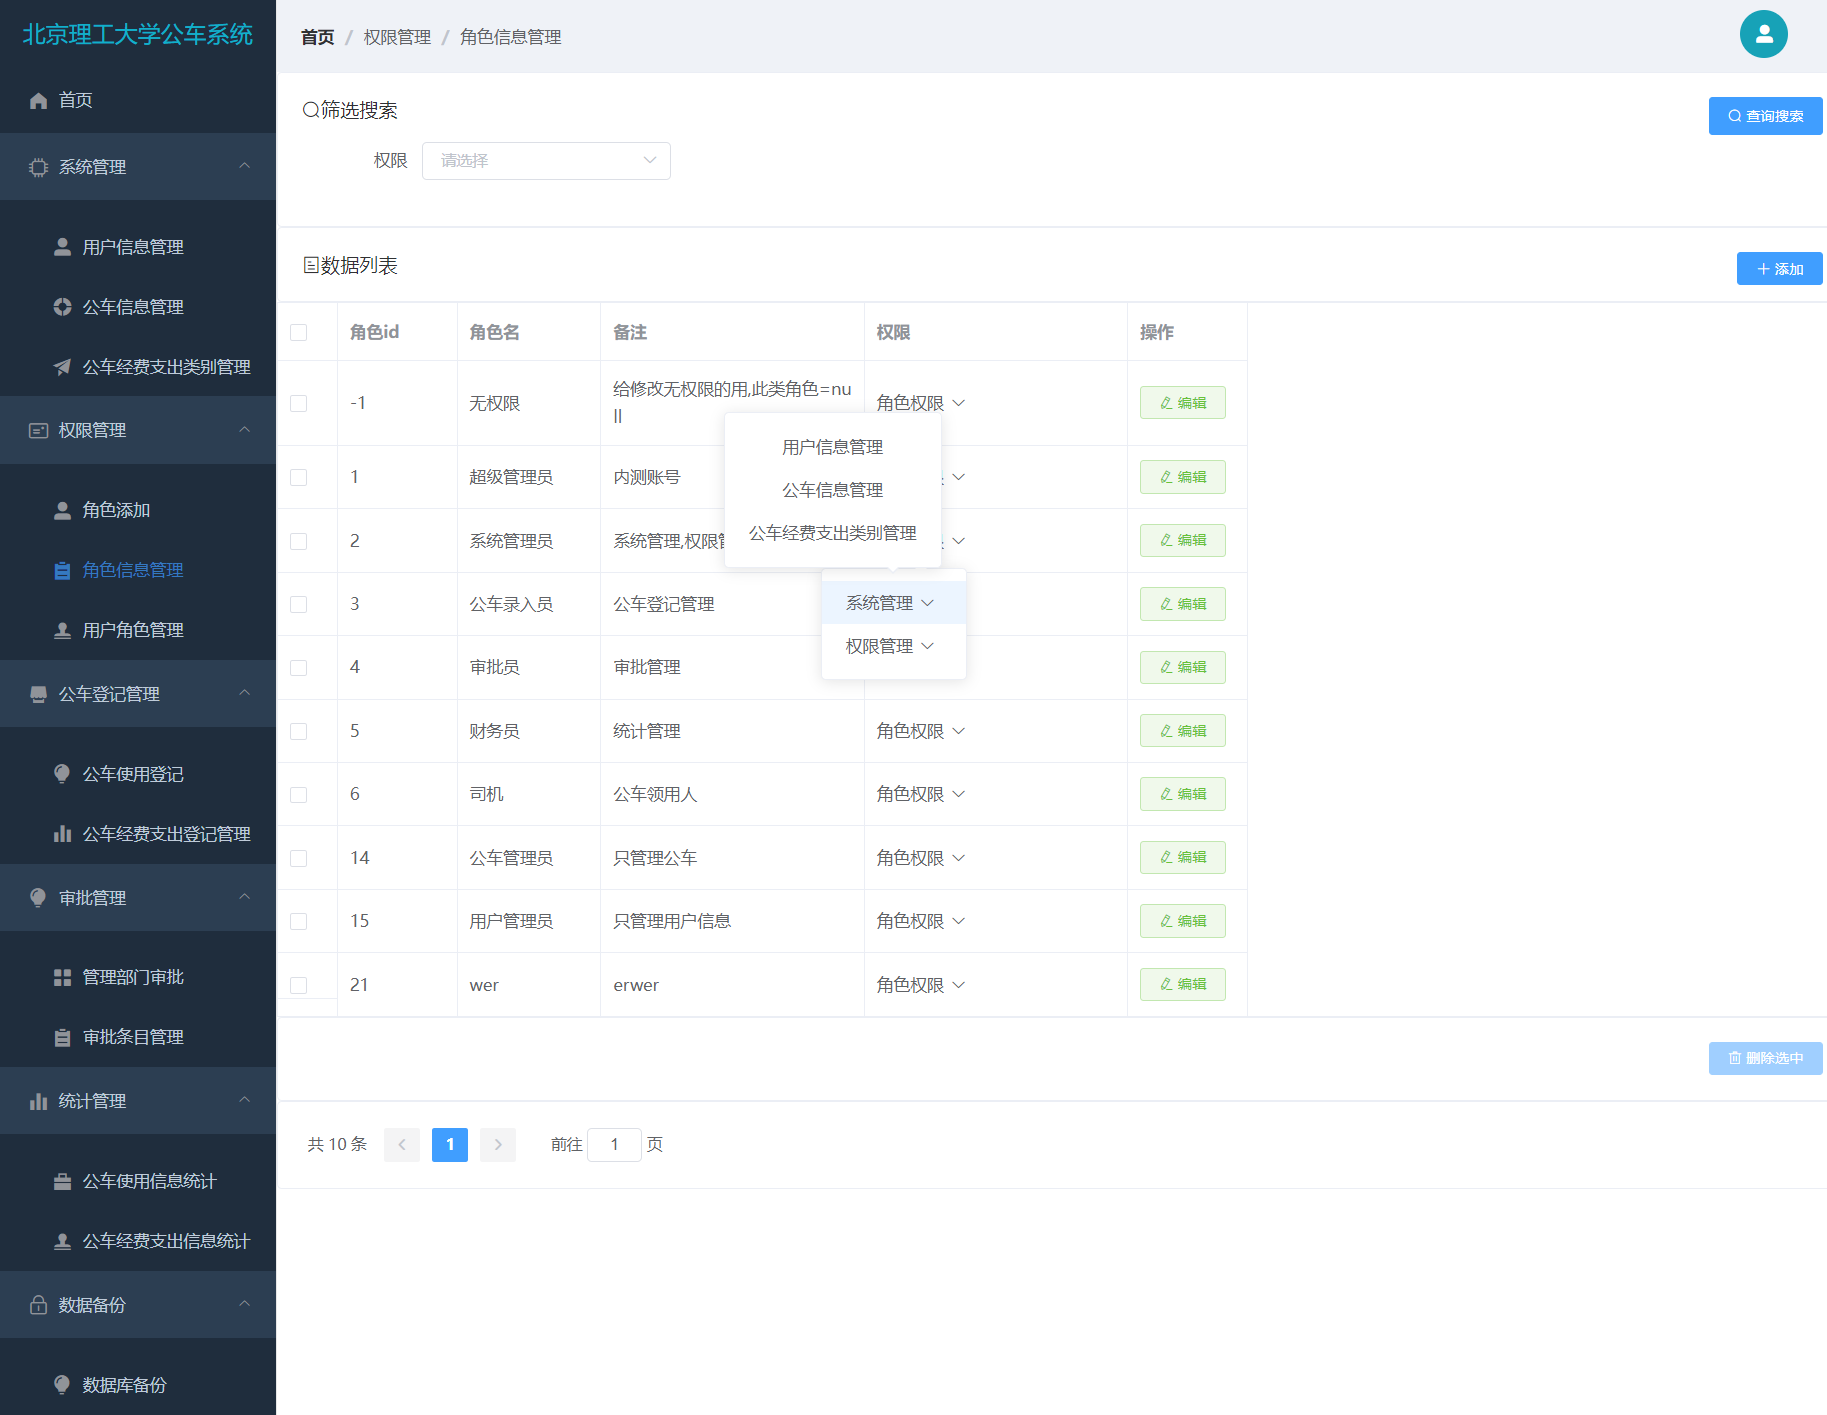 北京理工大学公车系统
首页
系统管理
用户信息管理
公车信息管理
公车经费支出类别管理
权限管理
角色添加
角色信息管理
用户角色管理
公车登记管理
公车使用登记
公车经费支出登记管理
审批管理
管理部门审批
审批条目管理
统计管理
公车使用信息统计
公车经费支出信息统计
数据备份
数据库备份
首页 / 权限管理 / 角色信息管理
筛选搜索
查询搜索
权限 请选择
数据列表
添加
角色id 角色名 备注 权限 操作
-1 无权限 给修改无权限的用,此类角色=nu
ll
角色权限 编辑
1 超级管理员 内测账号 编辑
2 系统管理员 系统管理,权限 编辑
3 公车录入员 公车登记管理 编辑
4 审批员 审批管理 编辑
5 财务员 统计管理 角色权限 编辑
6 司机 公车领用人 角色权限 编辑
14 公车管理员 只管理公车 角色权限 编辑
15 用户管理员 只管理用户信息 角色权限 编辑
21 wer erwer 角色权限 编辑
用户信息管理
公车信息管理
公车经费支出类别管理
系统管理
权限管理
删除选中
共 10 条 1 前往 1 页